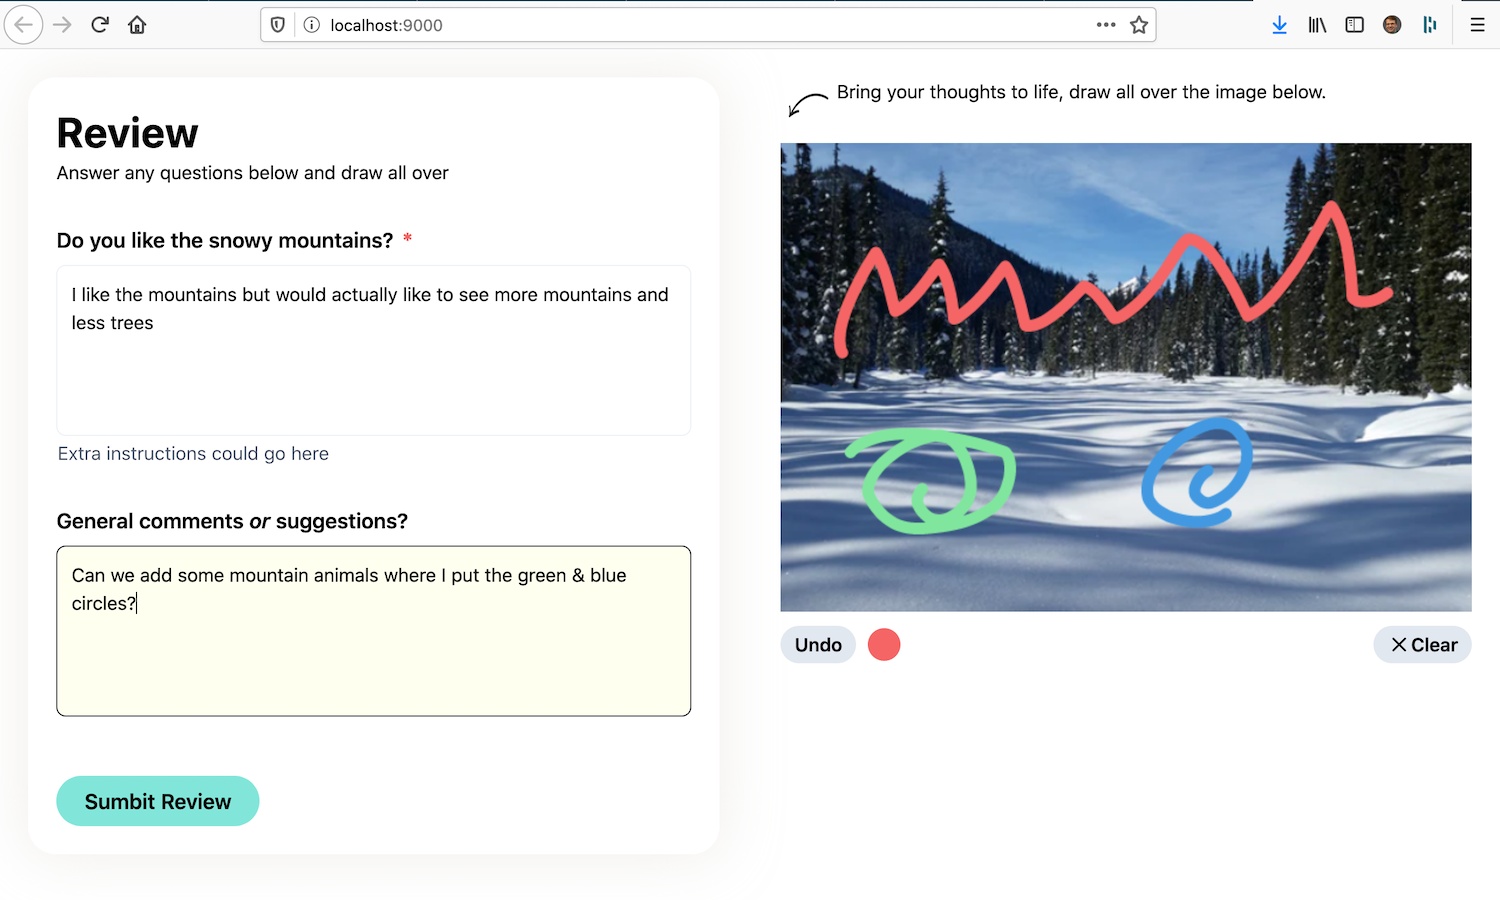 localhost:9000
Review
Answer any questions below and draw all over
Do you like the snowy mountains? *
I like the mountains but would actually like to see more mountains and
less trees
Extra instructions could go here
General comments or suggestions?
Can we add some mountain animals where I put the green & blue
circles?
Sumbit Review
Bring your thoughts to life, draw all over the image below.
Undo
Clear